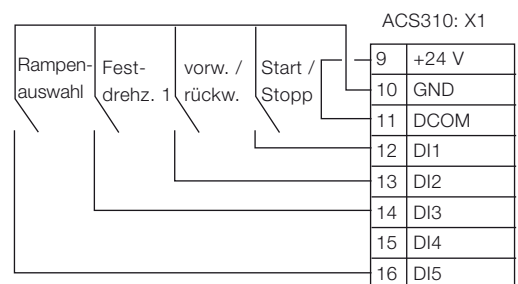 ACS310: X1
Rampen-
auswahl
Fest-
drehz. 1
vorw. /
rückw.
Start /
Stopp
9 +24 V
10 GND
11 DCOM
12 DI1
13 DI2
14 DI3
15 DI4
16 DI5